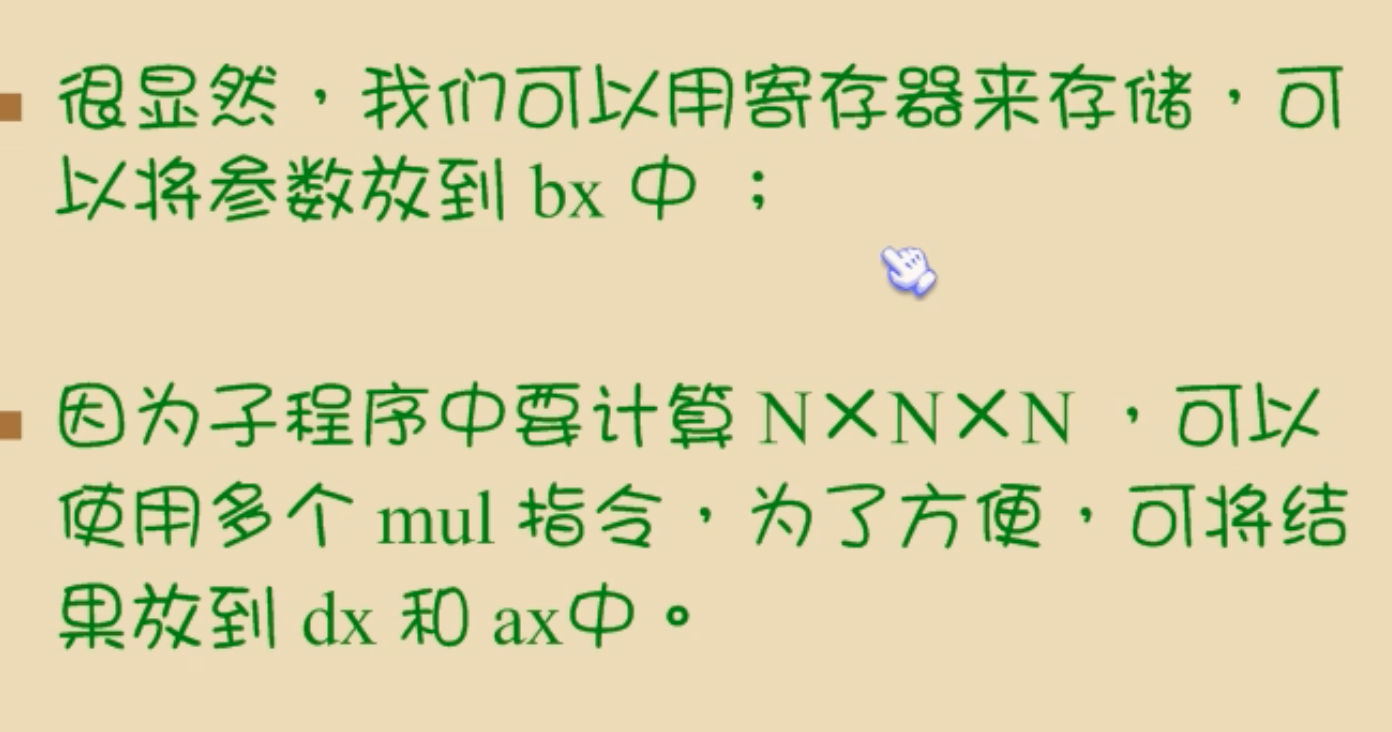 很显然，我们可以用寄存器来存储，可
以将参数放到 bx 中 ；
因为子程序中要计算 N×N×N ，可以
使用多个 mul 指令，为了方便，可将结
果放到 dx 和 ax中。